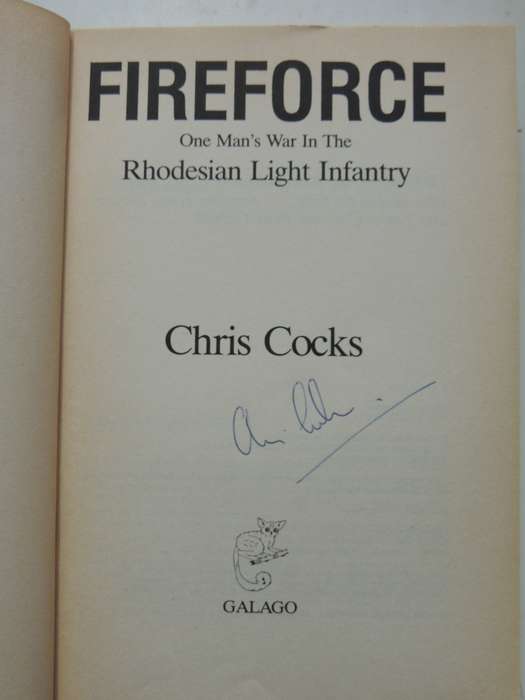 FIREFORCE
One Man's War In The
Rhodesian Light Infantry
Chris Cocks
GALAGO